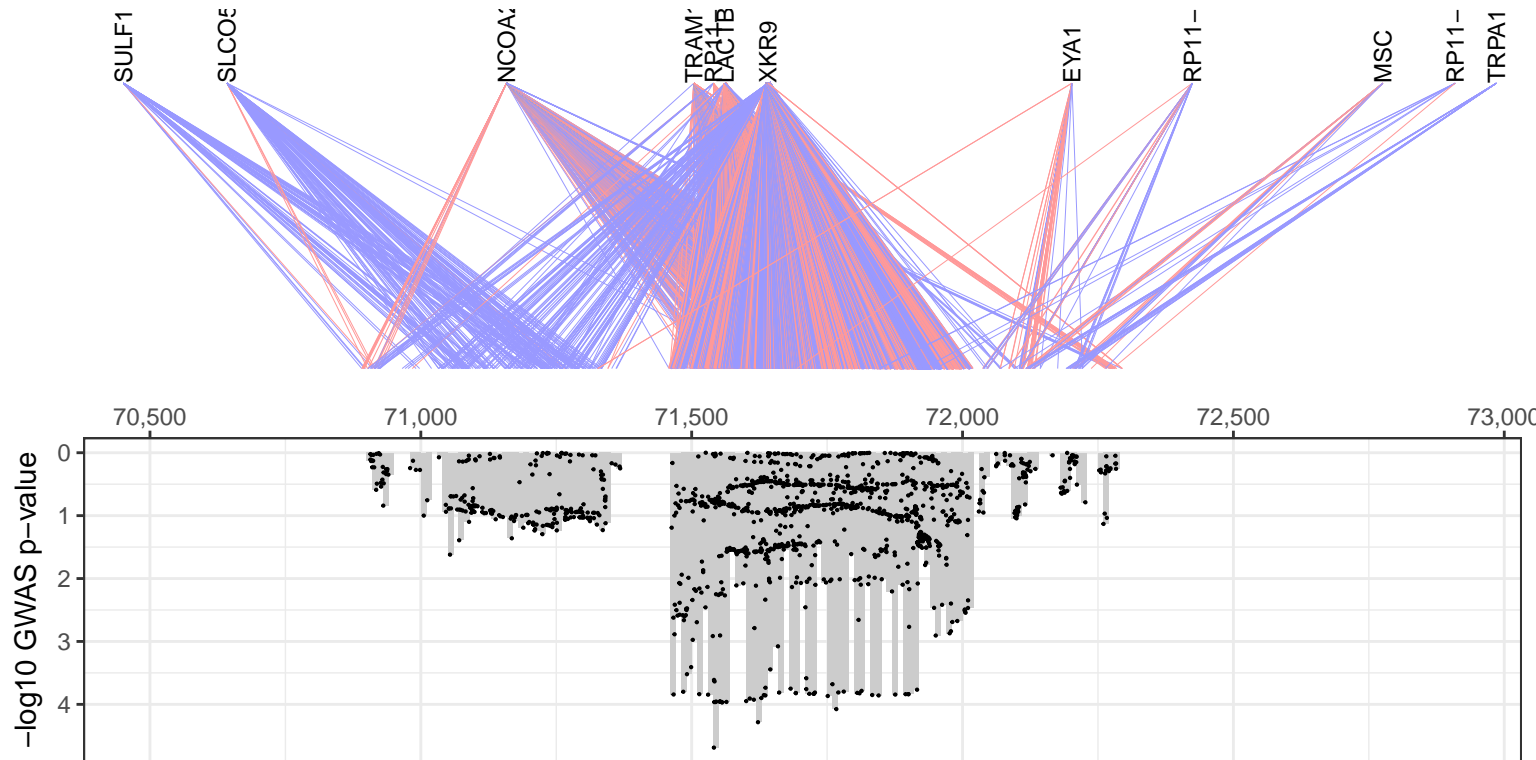 SULF1
SLCO5
NCOA2
TRAM1
RP11−
LACTB
XKR9
EYA1
RP11−
MSC
RP11−
TRPA1
70,500 71,000 71,500 72,000 72,500 73,000
0
1
2
3
4
−log10 GWAS p−value